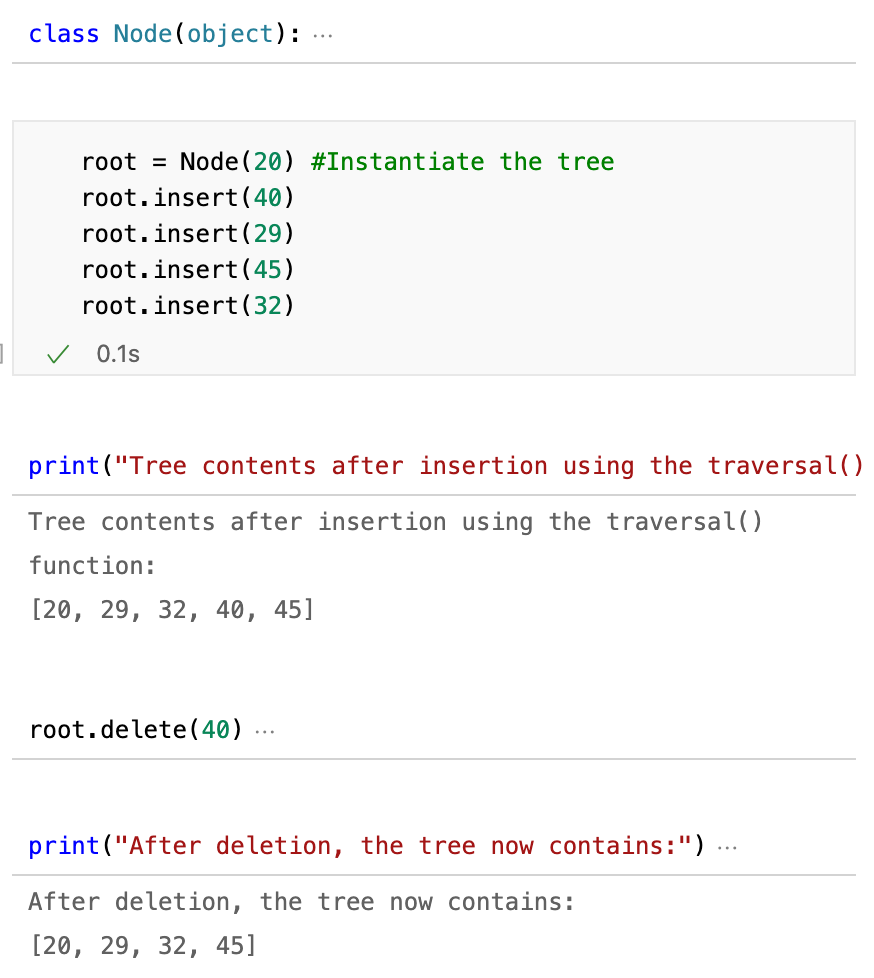 class Node(object): ···
root = Node(20) #Instantiate the tree
root.insert(40)
root.insert(29)
root.insert(45)
root.insert(32)
] ✓ 0.1s
print("Tree contents after insertion using the traversal()
Tree contents after insertion using the traversal()
function:
[20, 29, 32, 40, 45]
root.delete(40) ···
print("After deletion, the tree now contains:") ···
After deletion, the tree now contains:
[20, 29, 32, 45]